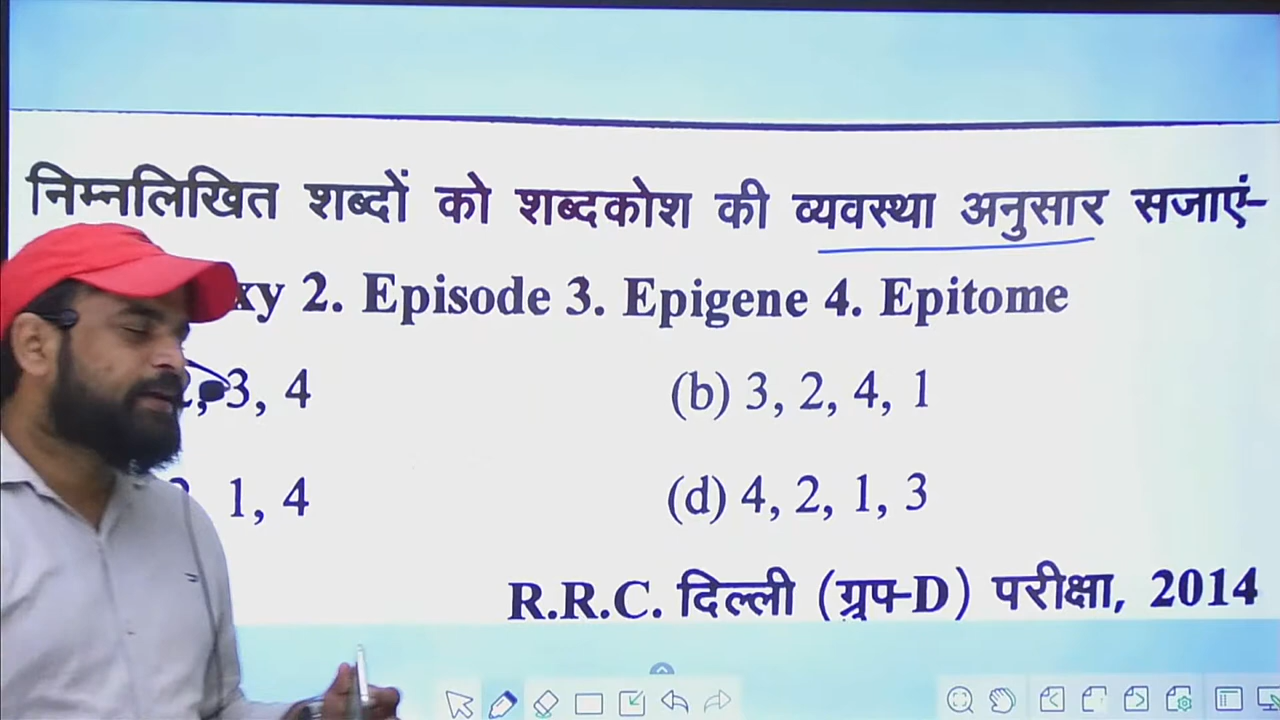 निम्नलिखित शब्दों को शब्दकोश की व्यवस्था अनुसार सजाएं-
2. Episode 3. Epigene 4. Epitome
3, 4 (b) 3, 2, 4, 1
1, 4 (d) 4, 2, 1, 3
R.R.C. दिल्ली (ग्रुप-D) परीक्षा, 2014